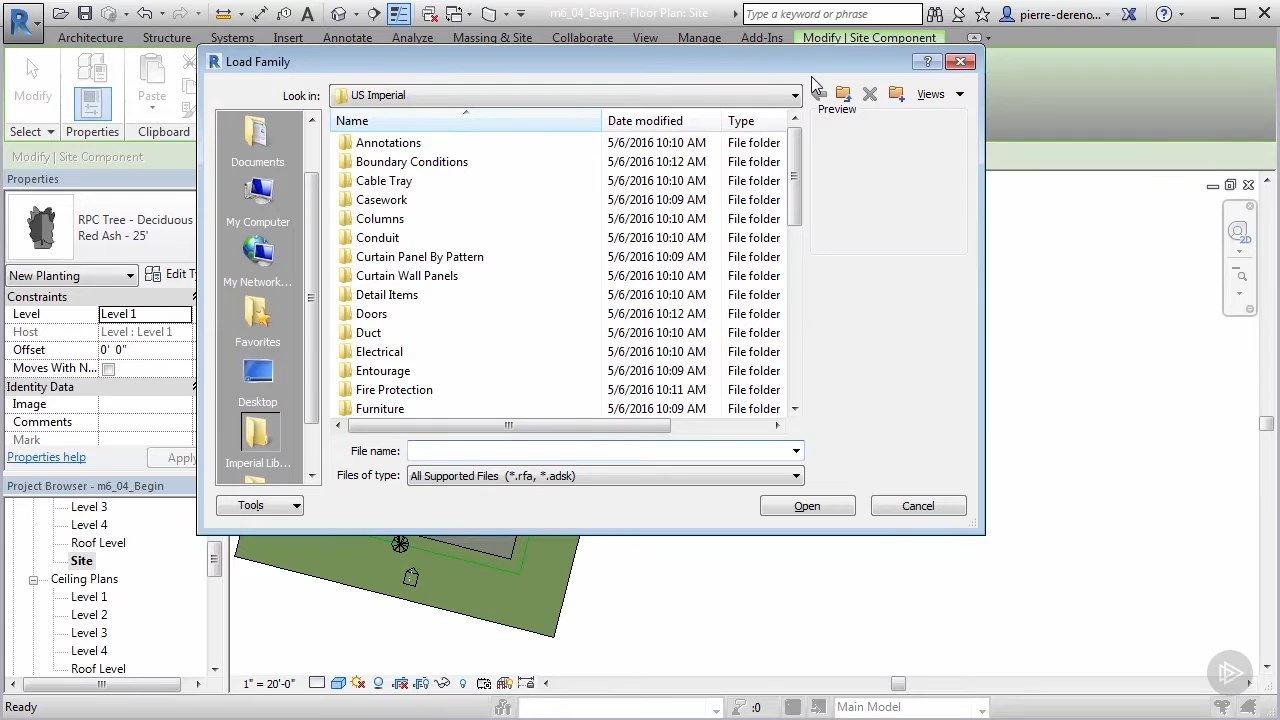 m6_04_Begin - Floor Plan: Site
Type a keyword or phrase
pierre-dereno...
Architecture Structure Systems Insert Annotate Analyze Massing & Site Collaborate View Manage Add-Ins Modify | Site Component
Modify
Paste
Select Properties Clipboard
Modify | Site Component
Properties
RPC Tree - Deciduous
Red Ash - 25'
New Planting
Edit T
Constraints
Level Level 1
Host Level : Level 1
Offset 0' 0"
Moves With N...
Identity Data
Image
Comments
Mark
Properties help
Apply
Project Browser - m6_04_Begin
Level 3
Level 4
Roof Level
Site
Ceiling Plans
Level 1
Level 2
Level 3
Level 4
Roof Level
Load Family
Look in: US Imperial
Views
Preview
Documents
My Computer
My Network...
Favorites
Desktop
Imperial Lib...
Name Date modified Type
Annotations 5/6/2016 10:10 AM File folder
Boundary Conditions 5/6/2016 10:12 AM File folder
Cable Tray 5/6/2016 10:10 AM File folder
Casework 5/6/2016 10:09 AM File folder
Columns 5/6/2016 10:10 AM File folder
Conduit 5/6/2016 10:10 AM File folder
Curtain Panel By Pattern 5/6/2016 10:09 AM File folder
Curtain Wall Panels 5/6/2016 10:10 AM File folder
Detail Items 5/6/2016 10:10 AM File folder
Doors 5/6/2016 10:12 AM File folder
Duct 5/6/2016 10:10 AM File folder
Electrical 5/6/2016 10:10 AM File folder
Entourage 5/6/2016 10:09 AM File folder
Fire Protection 5/6/2016 10:11 AM File folder
Furniture 5/6/2016 10:09 AM File folder
File name:
Files of type: All Supported Files (*.rfa, *.adsk)
Tools
Open
Cancel
2D
1" = 20'-0"
Ready
:0
Main Model